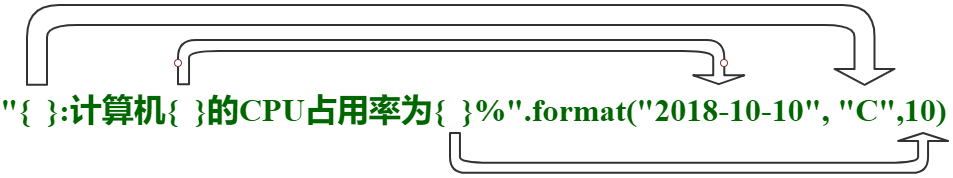 "{ }:计算机{ }的CPU占用率为{ }%".format("2018-10-10", "C",10)